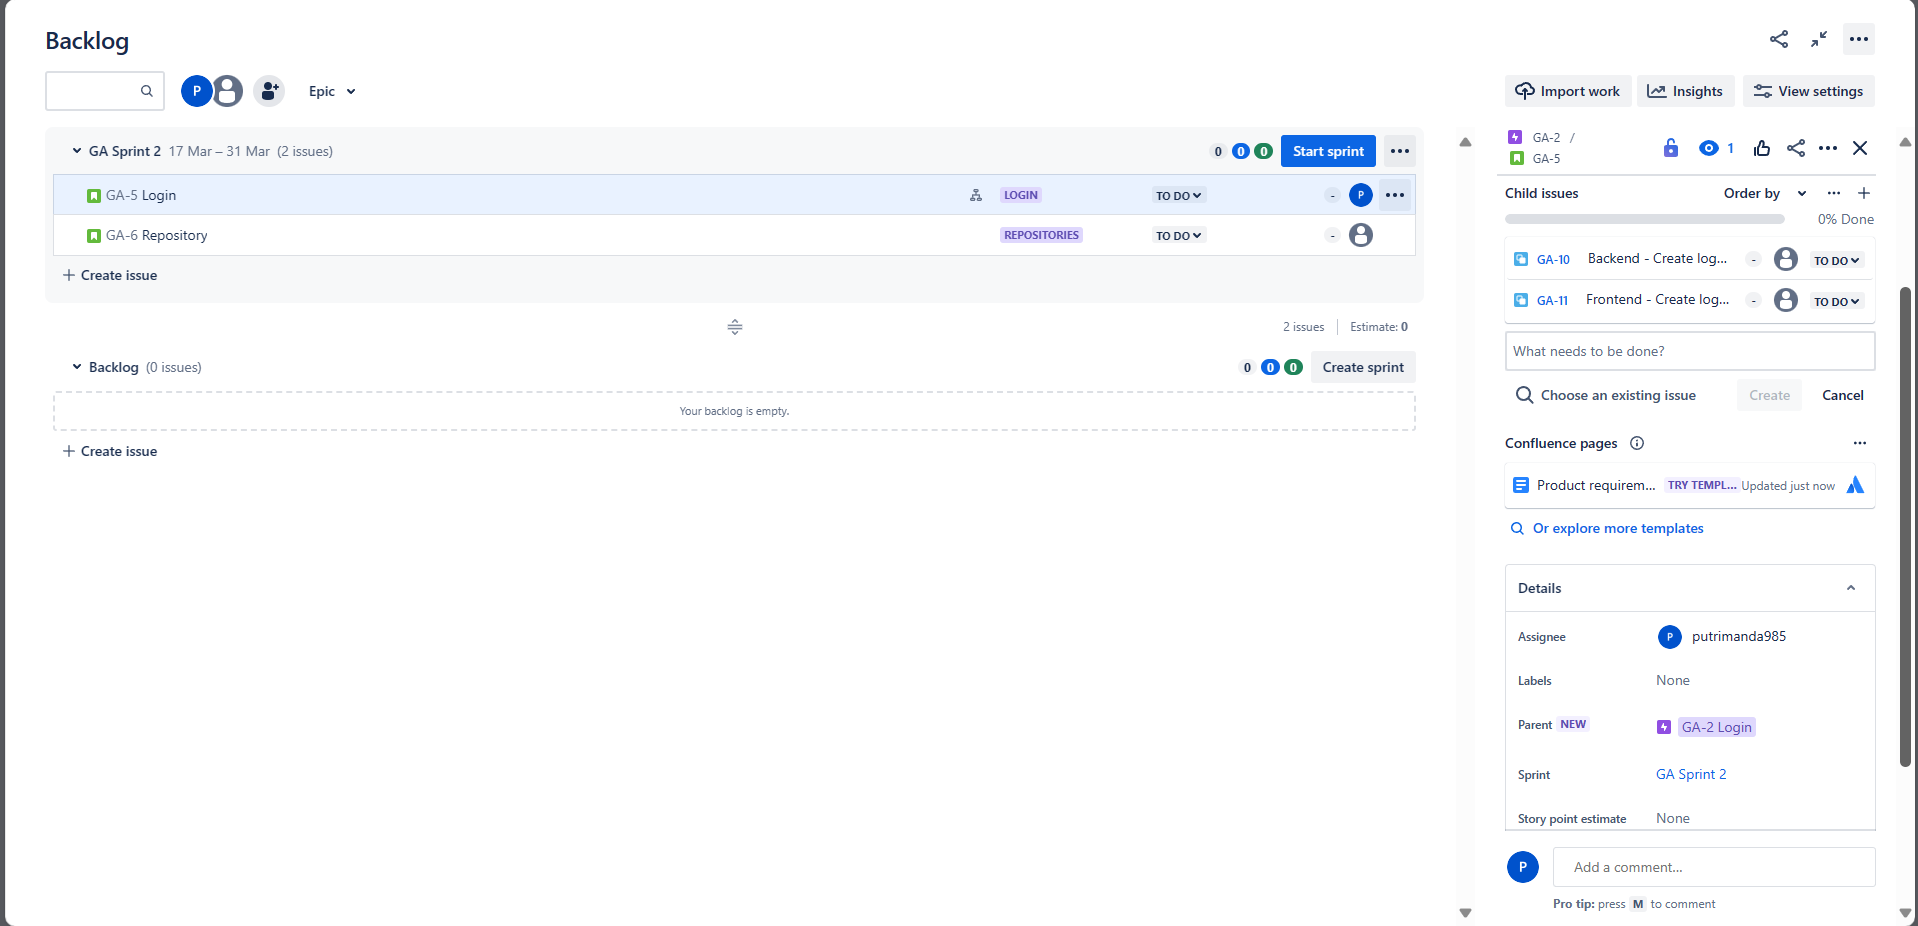 Backlog
P
Epic
Import work
Insights
View settings
GA Sprint 2 17 Mar – 31 Mar (2 issues)
0 0 0 Start sprint
GA-5 Login LOGIN TO DO - P
GA-6 Repository REPOSITORIES TO DO -
Create issue
2 issues Estimate: 0
Backlog (0 issues)
0 0 0 Create sprint
Your backlog is empty.
Create issue
GA-2 /
GA-5
1
Child issues Order by
0% Done
GA-10 Backend - Create log... - TO DO
GA-11 Frontend - Create log... - TO DO
What needs to be done?
Choose an existing issue Create Cancel
Confluence pages
Product requirem... TRY TEMPL... Updated just now
Or explore more templates
Details
Assignee P putrimanda985
Labels None
Parent NEW GA-2 Login
Sprint GA Sprint 2
Story point estimate None
P Add a comment...
Pro tip: press M to comment